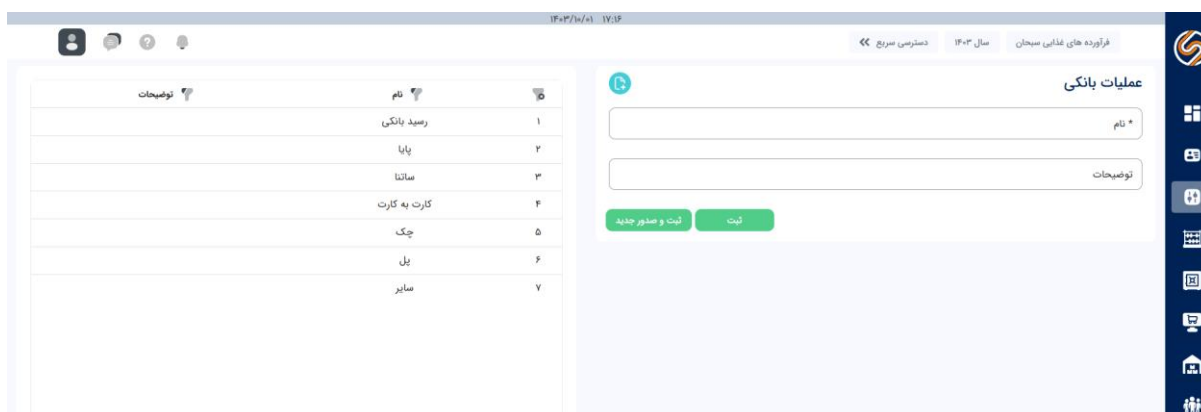 ۱۴۰۳/۱۰/۰۱ ۱۷:۱۶
فرآورده های غذایی سبحان
سال ۱۴۰۳
دسترسی سریع
عملیات بانکی
* نام
توضیحات
ثبت
ثبت و صدور جدید
نام توضیحات
۱ رسید بانکی
۲ پایا
۳ ساتنا
۴ کارت به کارت
۵ چک
۶ پل
۷ سایر